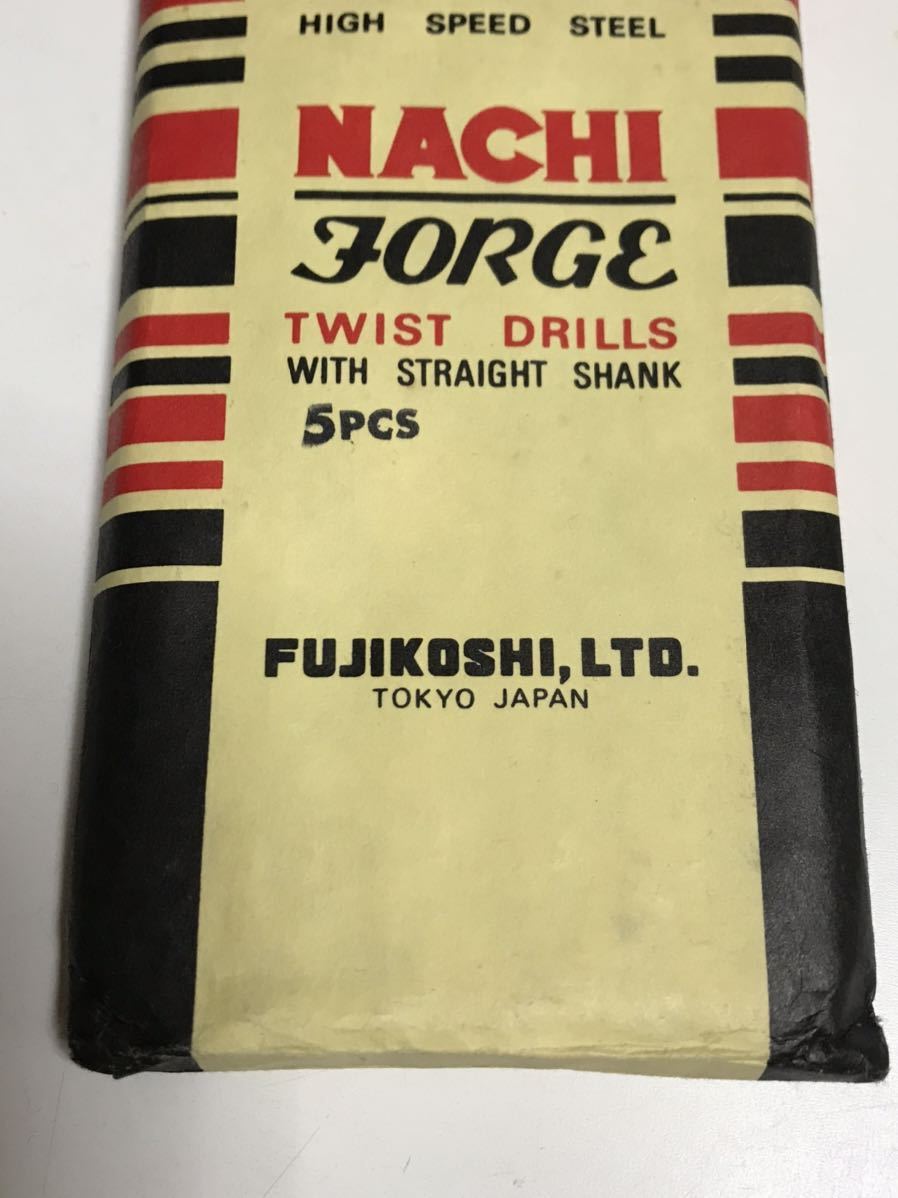 HIGH SPEED STEEL
NACHI
FORGE
TWIST DRILLS
WITH STRAIGHT SHANK
5PCS
FUJIKOSHI, LTD.
TOKYO JAPAN